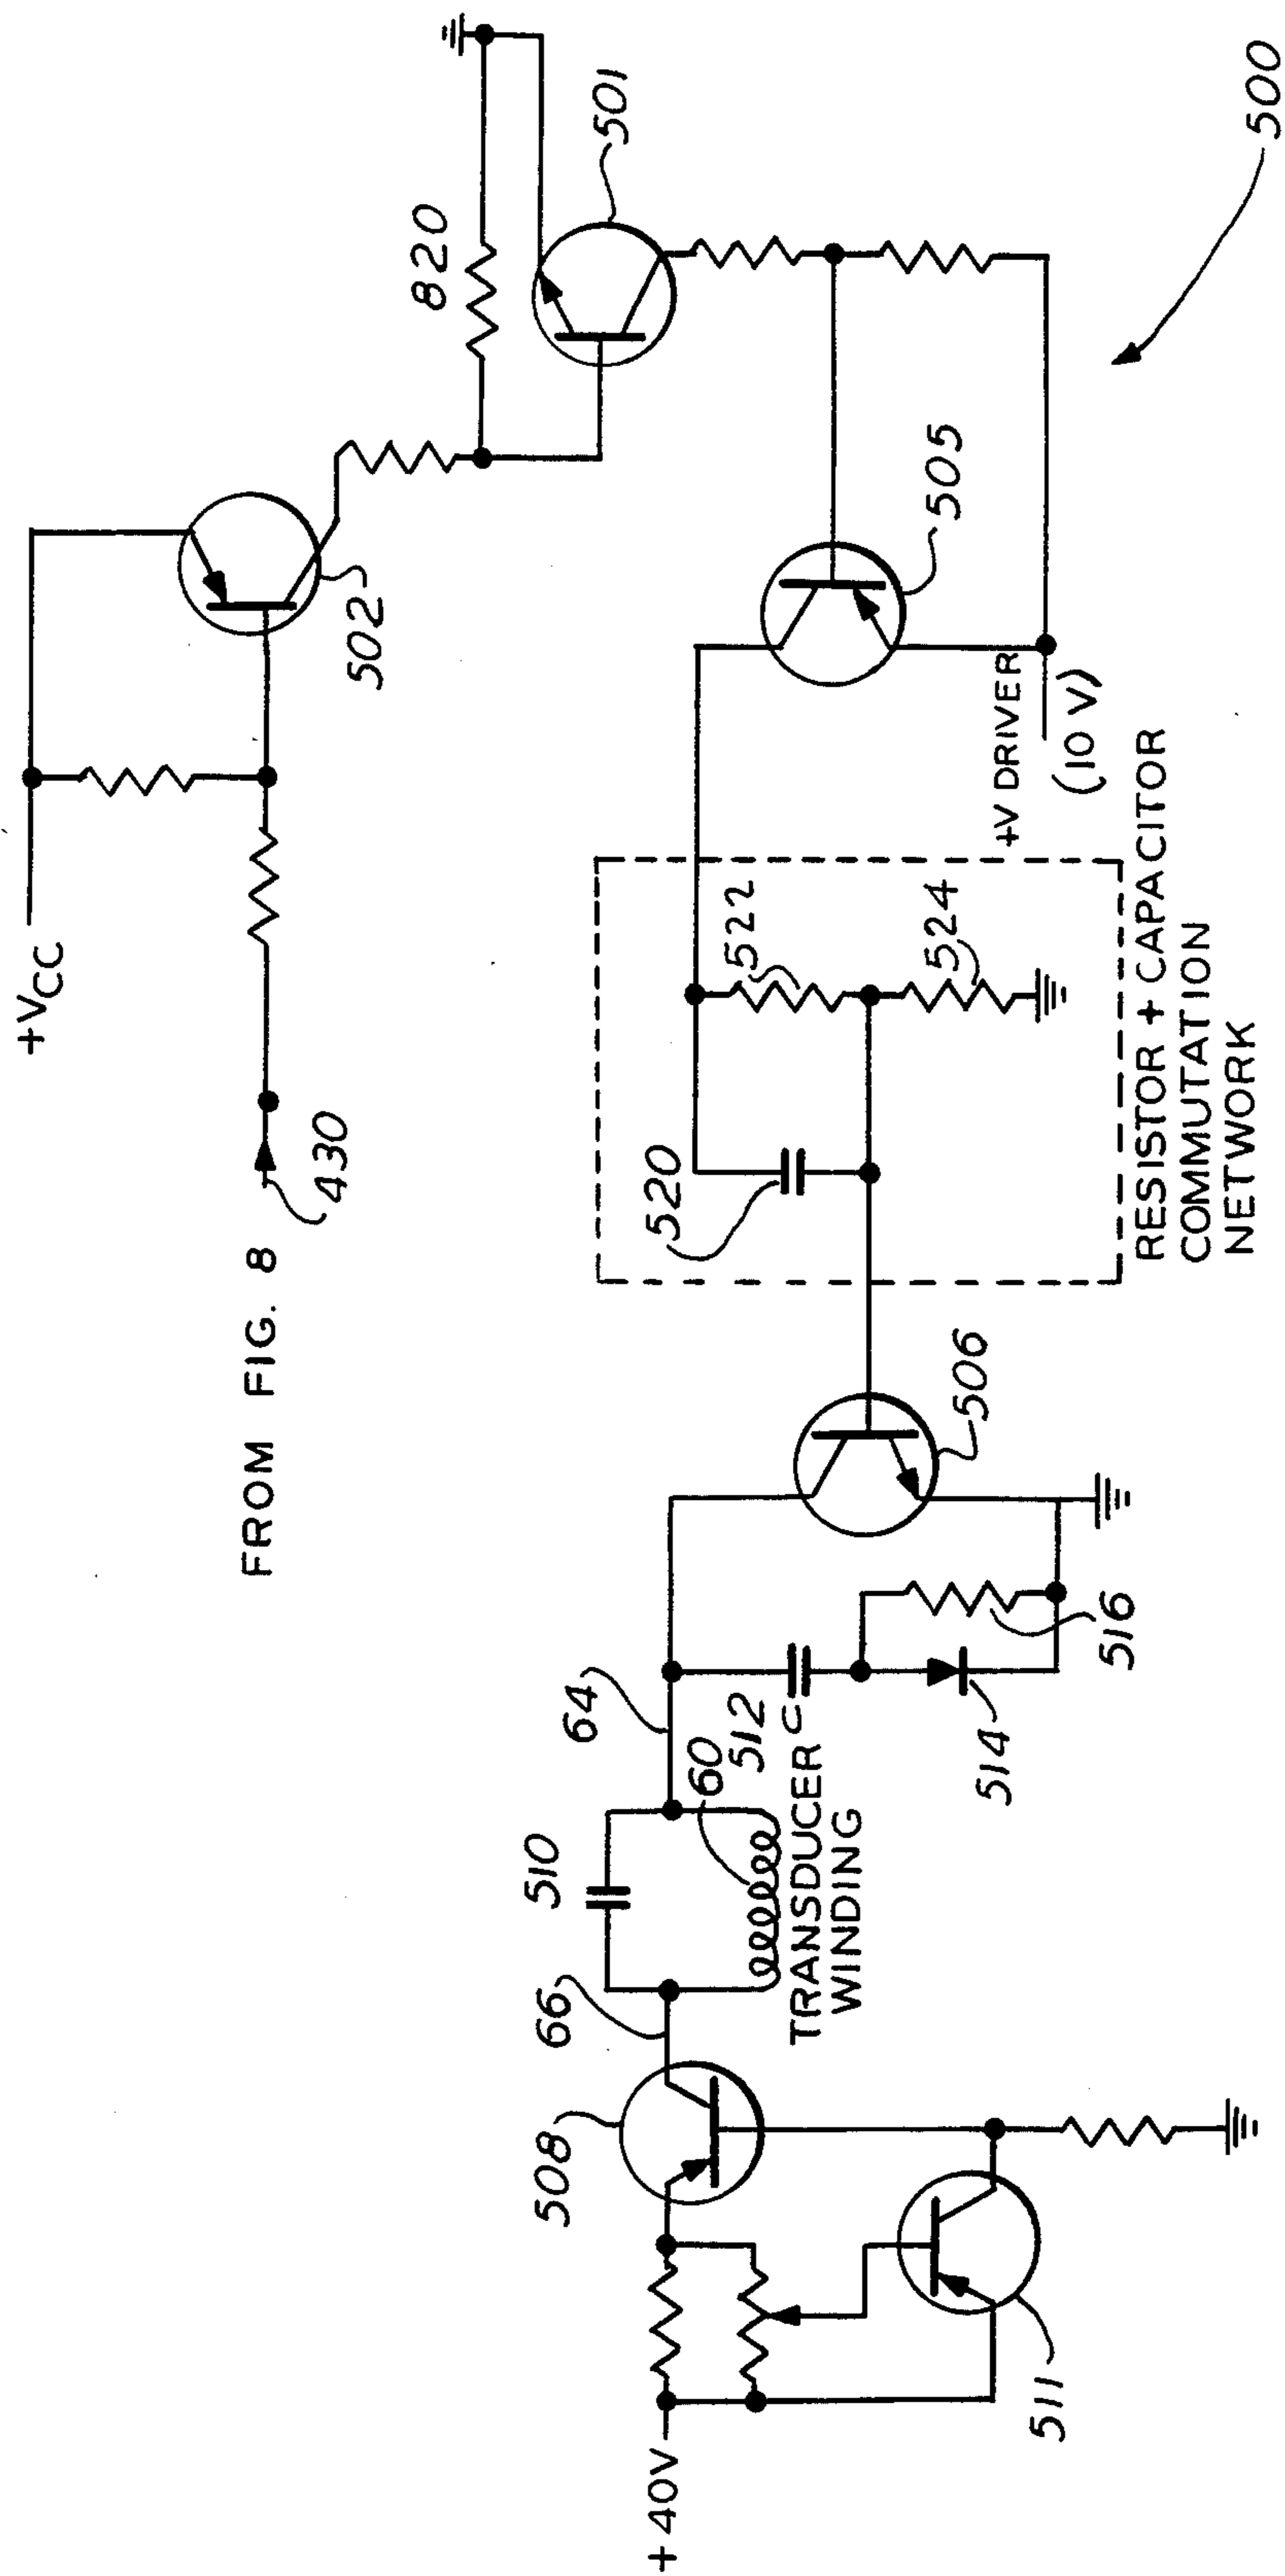 +VCC
FROM FIG. 8
430
502
820
501
505
+V DRIVER
(10 V)
500
522
524
520
RESISTOR + CAPACITOR
COMMUTATION
NETWORK
506
64
512
C
516
514
510
60
TRANSDUCER
WINDING
66
508
511
+40V